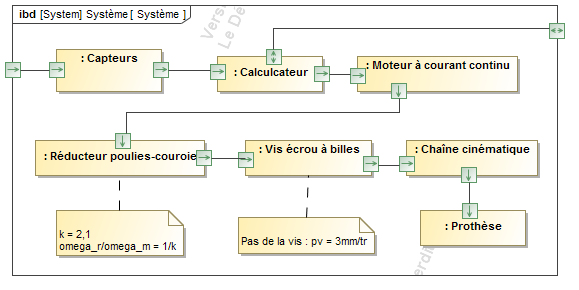 ibd [System] Système [ Système ]
: Capteurs
: Calculcateur
: Moteur à courant continu
: Réducteur poulies-couroie
: Vis écrou à billes
: Chaîne cinématique
k = 2,1
omega_r/omega_m = 1/k
Pas de la vis : pv = 3mm/tr
: Prothèse